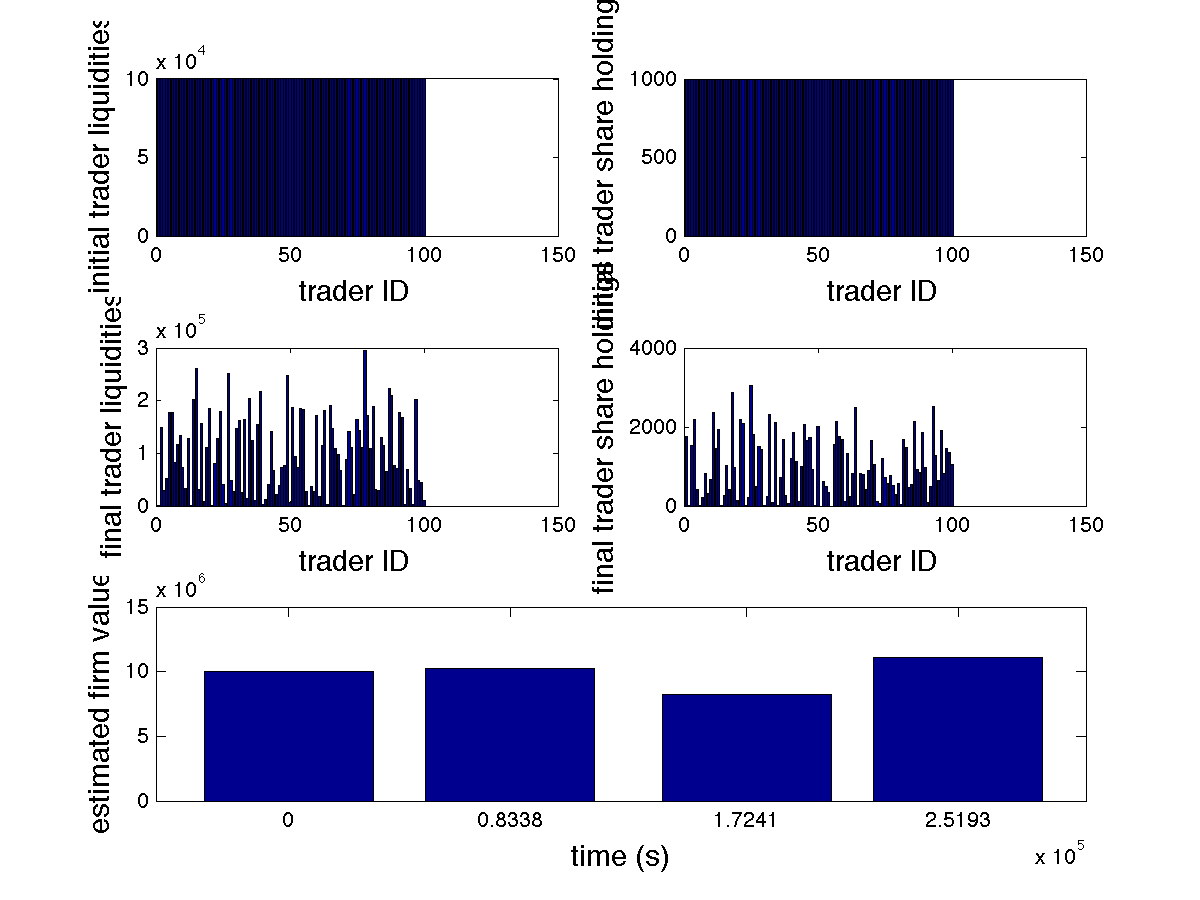 initial trader liquidities
x 10^4
10
5
0
0 50 100 150
trader ID
trader share holding
1000
500
0
0 50 100 150
trader ID
final trader liquidities
x 10^5
3
2
1
0
0 50 100 150
trader ID
final trader share holdings
4000
2000
0
0 50 100 150
trader ID
estimated firm value
x 10^6
15
10
5
0
0 0.8338 1.7241 2.5193
time (s)
x 10^5